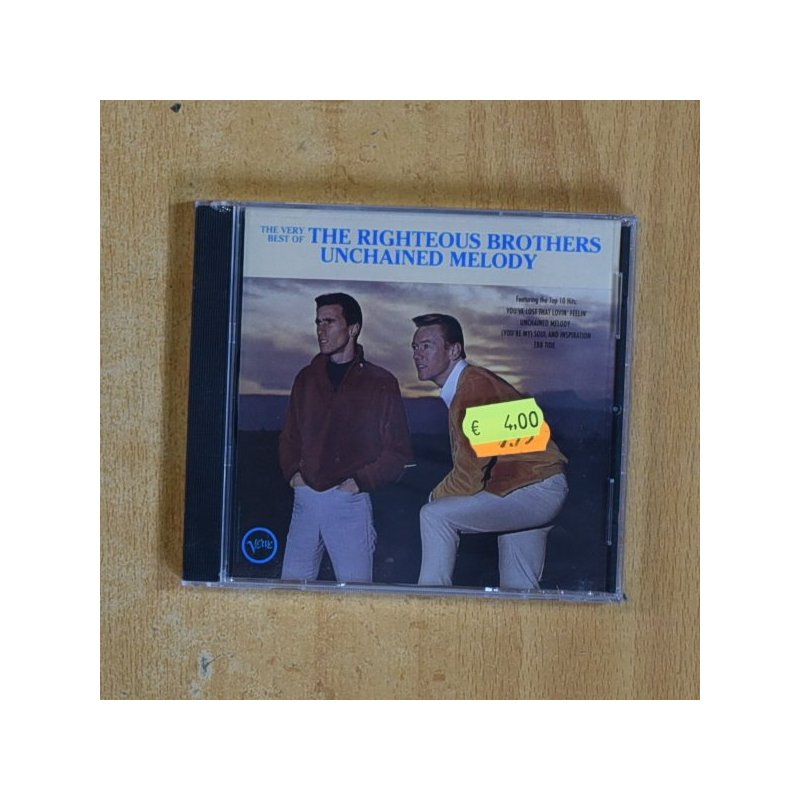 THE VERY
BEST OF THE RIGHTEOUS BROTHERS
UNCHAINED MELODY
Featuring the Top 10 Hits:
YOU'VE LOST THAT LOVIN' FEELIN'
UNCHAINED MELODY
(YOU'RE MY) SOUL AND INSPIRATION
EBB TIDE
€ 4,00
Verve